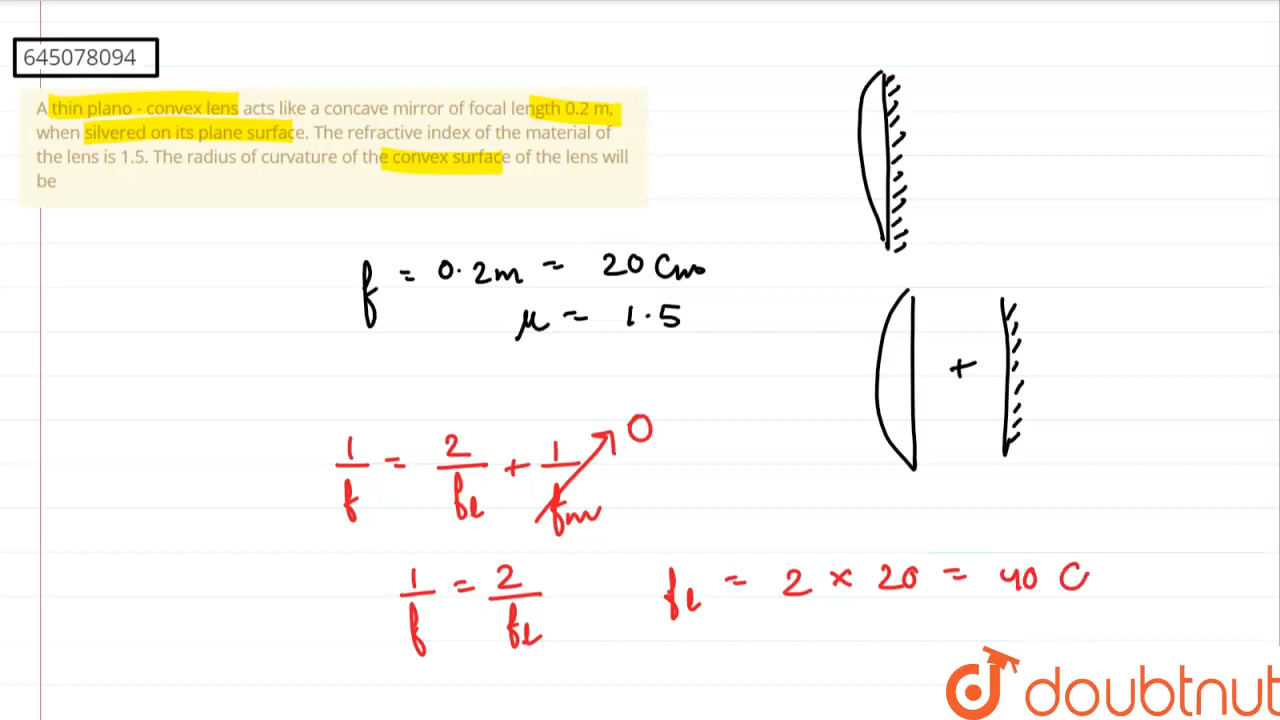 645078094
A thin plano - convex lens acts like a concave mirror of focal length 0.2 m,
when silvered on its plane surface. The refractive index of the material of
the lens is 1.5. The radius of curvature of the convex surface of the lens will
be
f = 0.2m = 20 Cm
μ = 1.5
+
1/f = 2/fl + 1/fm 0
1/f = 2/fl fl = 2 × 20 = 40 C
doubtnut